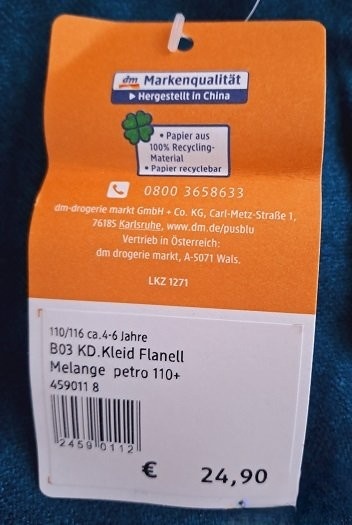 dm Markenqualität
▶ Hergestellt in China
• Papier aus
100% Recycling-
Material
• Papier recyclebar
0800 3658633
dm-drogerie markt GmbH + Co. KG, Carl-Metz-Straße 1,
76185 Karlsruhe, www.dm.de/pusblu
Vertrieb in Österreich:
dm drogerie markt, A-5071 Wals.
LKZ 1271
110/116 ca.4-6 Jahre
B03 KD.Kleid Flanell
Melange petro 110+
459011 8
2459 0112
€ 24,90